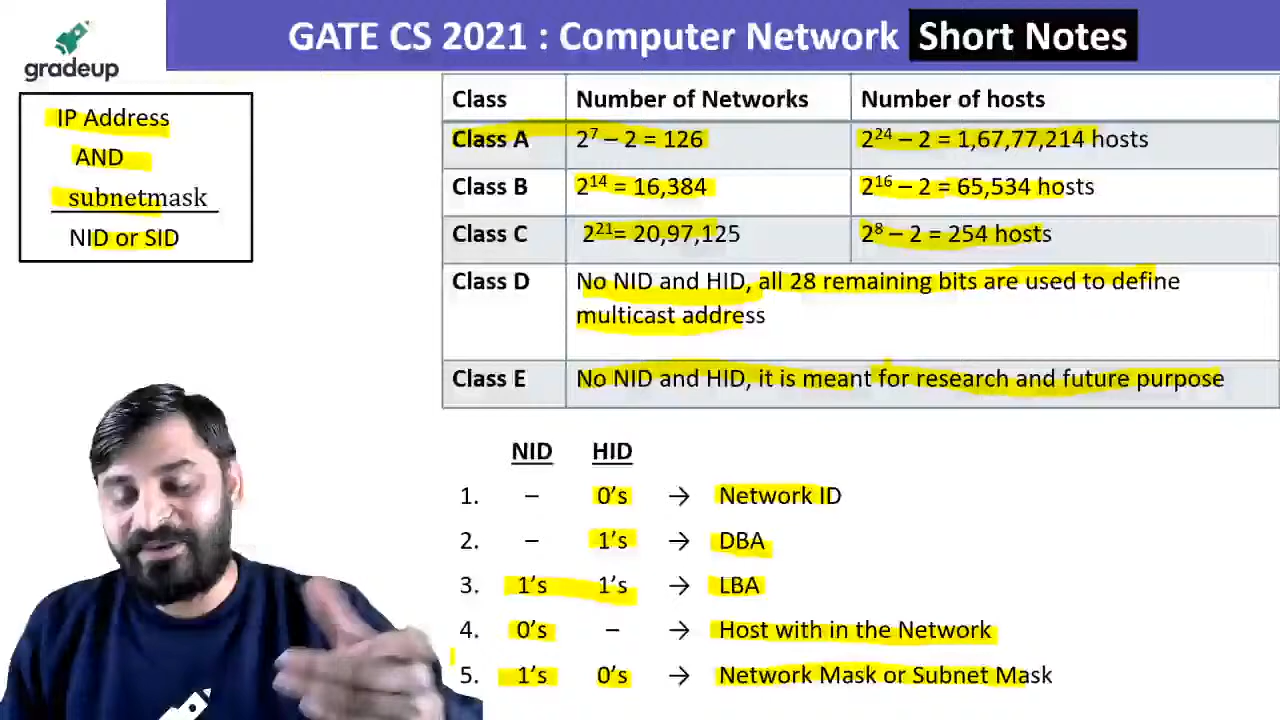 GATE CS 2021 : Computer Network Short Notes
gradeup
IP Address
AND
subnetmask
NID or SID
Class Number of Networks Number of hosts
Class A 2⁷ – 2 = 126 2²⁴ – 2 = 1,67,77,214 hosts
Class B 2¹⁴ = 16,384 2¹⁶ – 2 = 65,534 hosts
Class C 2²¹= 20,97,125 2⁸ – 2 = 254 hosts
Class D No NID and HID, all 28 remaining bits are used to define
multicast address
Class E No NID and HID, it is meant for research and future purpose
NID HID
1. – 0's → Network ID
2. – 1's → DBA
3. 1's 1's → LBA
4. 0's – → Host with in the Network
5. 1's 0's → Network Mask or Subnet Mask